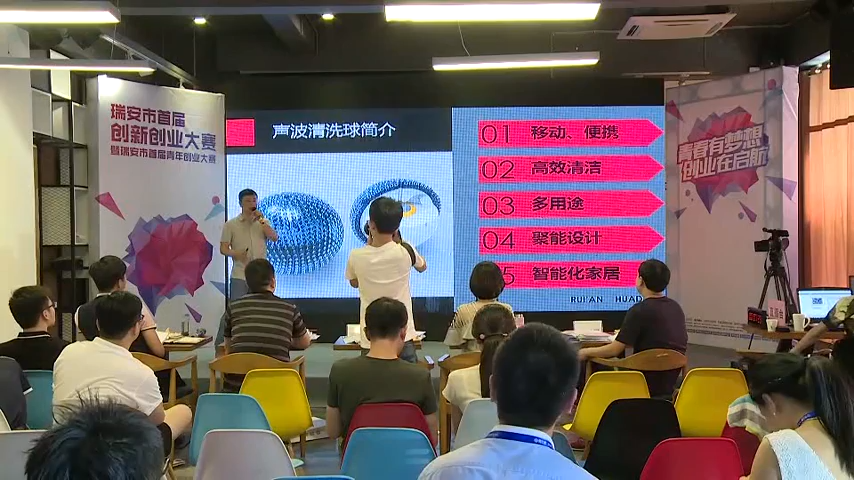 瑞安市首届
创新创业大赛
暨瑞安市首届青年创业大赛
声波清洗球简介
01 移动、便携
02 高效清洁
03 多用途
04 聚能设计
5 智能化家居
RUI'AN HUAD
青春有梦想
创业在启航